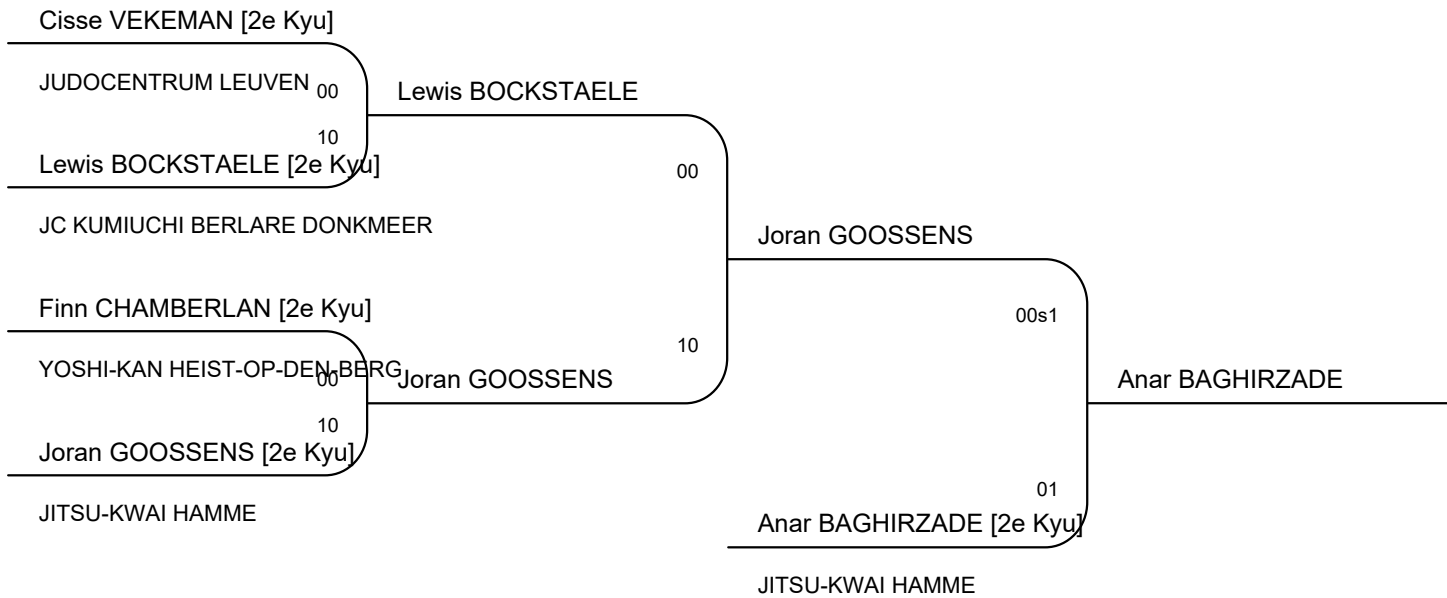 Cisse VEKEMAN [2e Kyu]
JUDOCENTRUM LEUVEN
00
10
Lewis BOCKSTAELE [2e Kyu]
JC KUMIUCHI BERLARE DONKMEER
Finn CHAMBERLAN [2e Kyu]
YOSHI-KAN HEIST-OP-DEN-BERG
00
10
Joran GOOSSENS [2e Kyu]
JITSU-KWAI HAMME
Lewis BOCKSTAELE
00
10
Joran GOOSSENS
Joran GOOSSENS
00s1
01
Anar BAGHIRZADE [2e Kyu]
JITSU-KWAI HAMME
Anar BAGHIRZADE